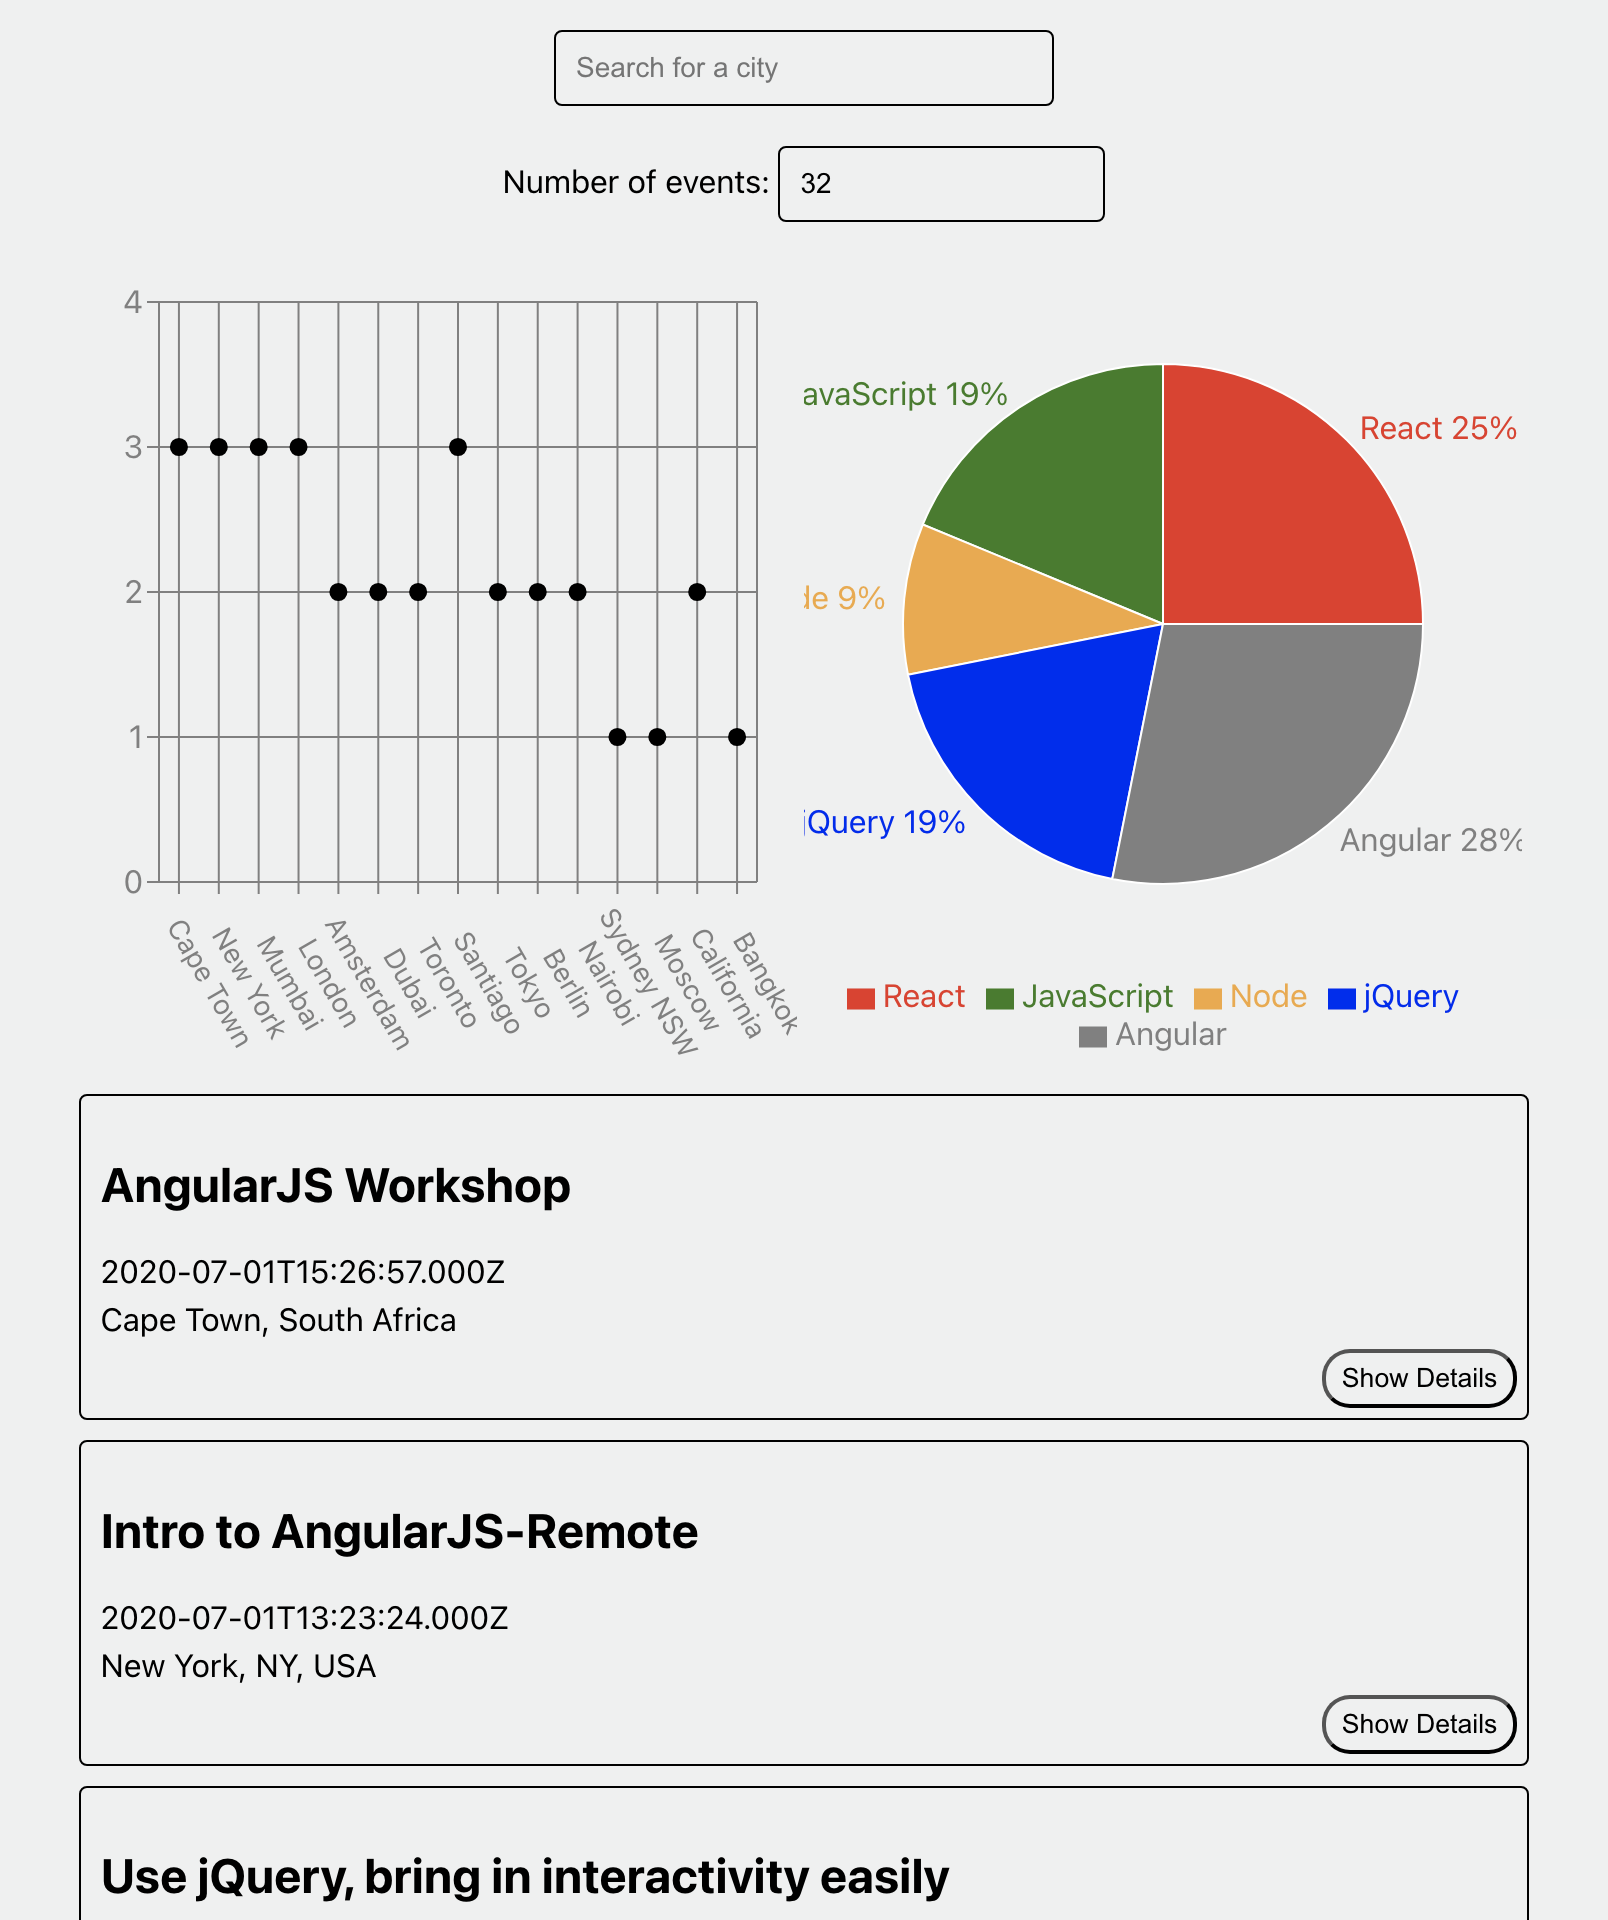 Search for a city
Number of events: 32
4
3
2
1
0
Cape Town
New York
Mumbai
London
Amsterdam
Dubai
Toronto
Santiago
Tokyo
Berlin
Nairobi
Sydney NSW
Moscow
California
Bangkok
avaScript 19%
React 25%
de 9%
jQuery 19%
Angular 28%
React JavaScript Node jQuery
Angular
AngularJS Workshop
2020-07-01T15:26:57.000Z
Cape Town, South Africa
Show Details
Intro to AngularJS-Remote
2020-07-01T13:23:24.000Z
New York, NY, USA
Show Details
Use jQuery, bring in interactivity easily